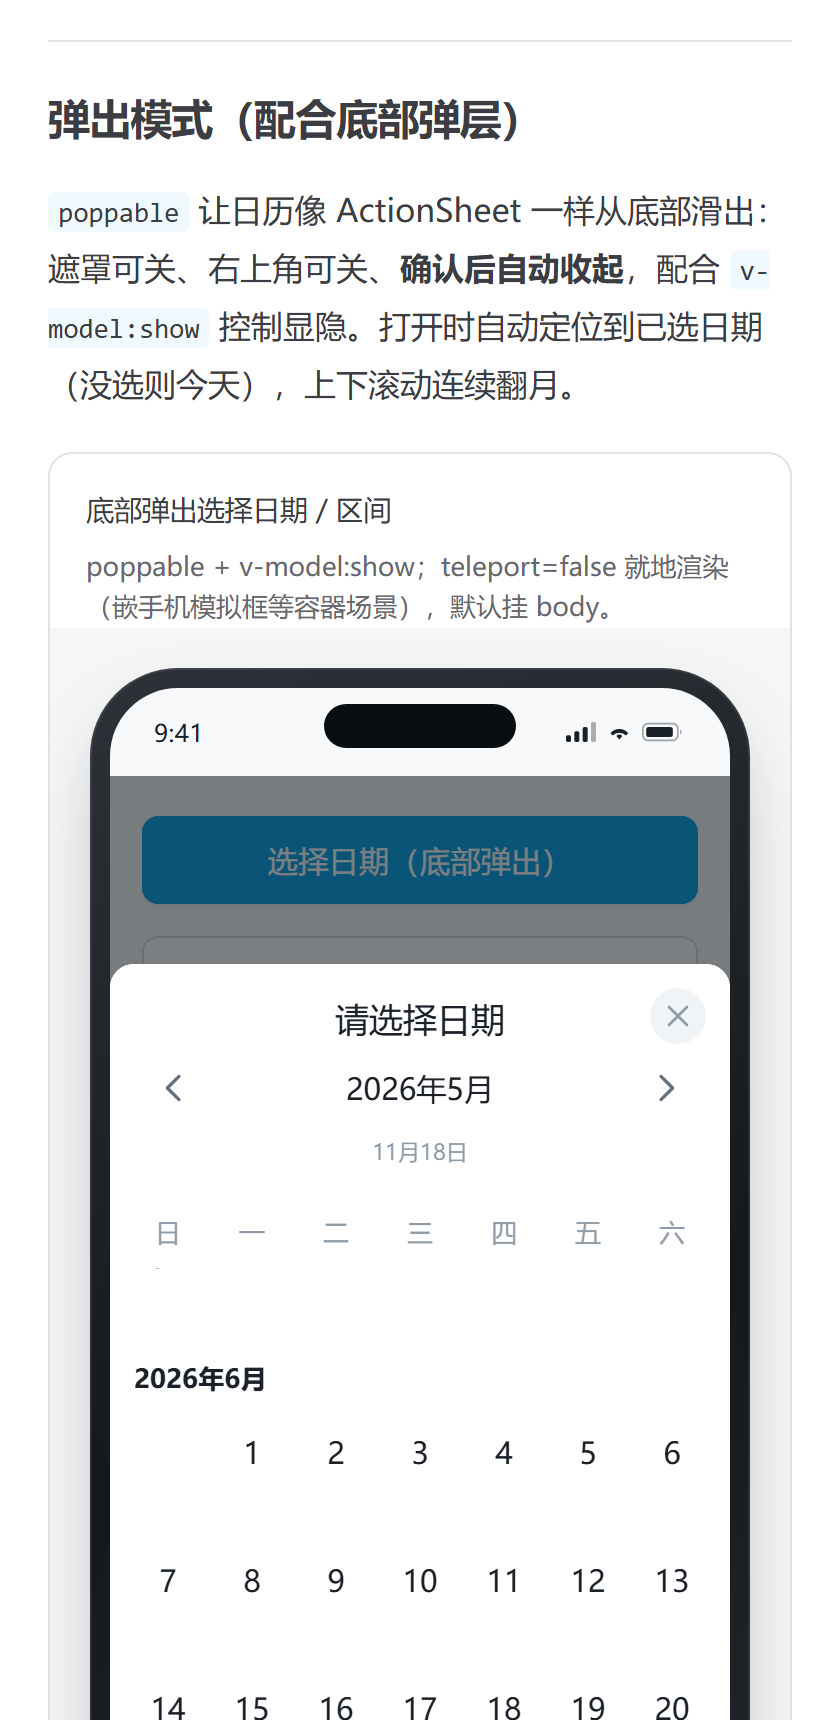 弹出模式（配合底部弹层）
poppable 让日历像 ActionSheet 一样从底部滑出：
遮罩可关、右上角可关、确认后自动收起，配合 v-
model:show 控制显隐。打开时自动定位到已选日期
（没选则今天），上下滚动连续翻月。
底部弹出选择日期 / 区间
poppable + v-model:show；teleport=false 就地渲染
（嵌手机模拟框等容器场景），默认挂 body。
9:41
选择日期（底部弹出）
请选择日期
2026年5月
11月18日
日 一 二 三 四 五 六
2026年6月
1 2 3 4 5 6
7 8 9 10 11 12 13
14 15 16 17 18 19 20